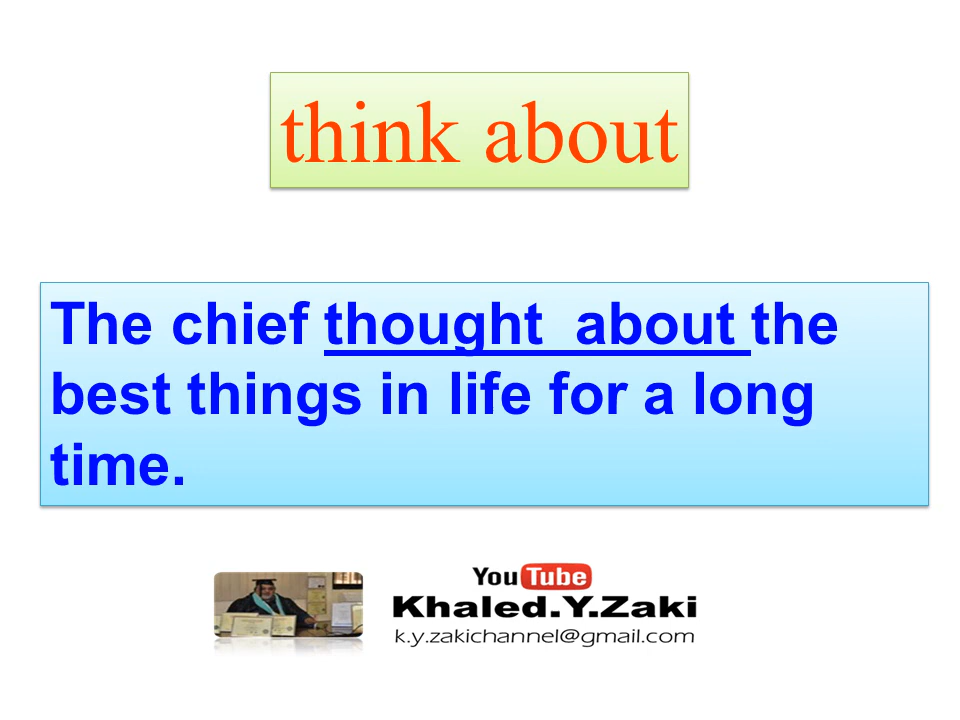 think about
The chief thought about the
best things in life for a long
time.
YouTube
Khaled.Y.Zaki
k.y.zakichannel@gmail.com